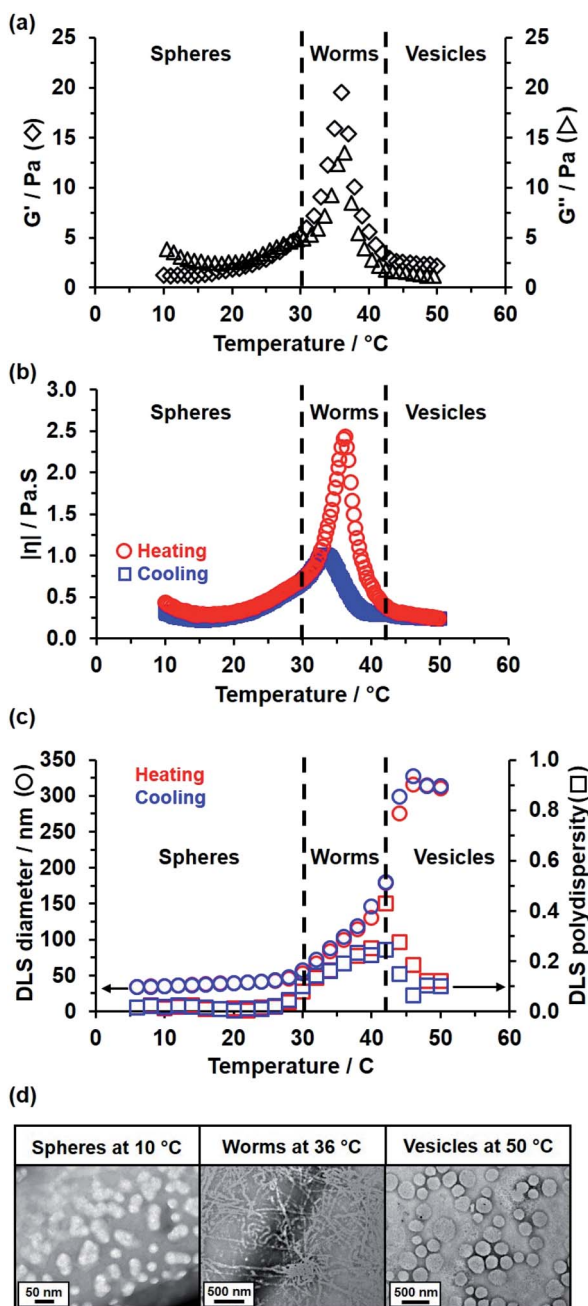 (a)
Spheres Worms Vesicles
G' / Pa (◇)
G'' / Pa (△)
25 25
20 20
15 15
10 10
5 5
0 0
0 10 20 30 40 50 60
Temperature / °C
(b)
Spheres Worms Vesicles
|η| / Pa.S
3.0
2.5
2.0
1.5
1.0
0.5
0.0
Heating
Cooling
0 10 20 30 40 50 60
Temperature / °C
(c)
Heating
Cooling
Spheres Worms Vesicles
DLS diameter / nm (○)
DLS polydispersity (□)
350 1.0
300
250 0.8
200 0.6
150
100 0.4
50 0.2
0 0.0
0 10 20 30 40 50 60
Temperature / C
(d)
Spheres at 10 °C Worms at 36 °C Vesicles at 50 °C
50 nm 500 nm 500 nm